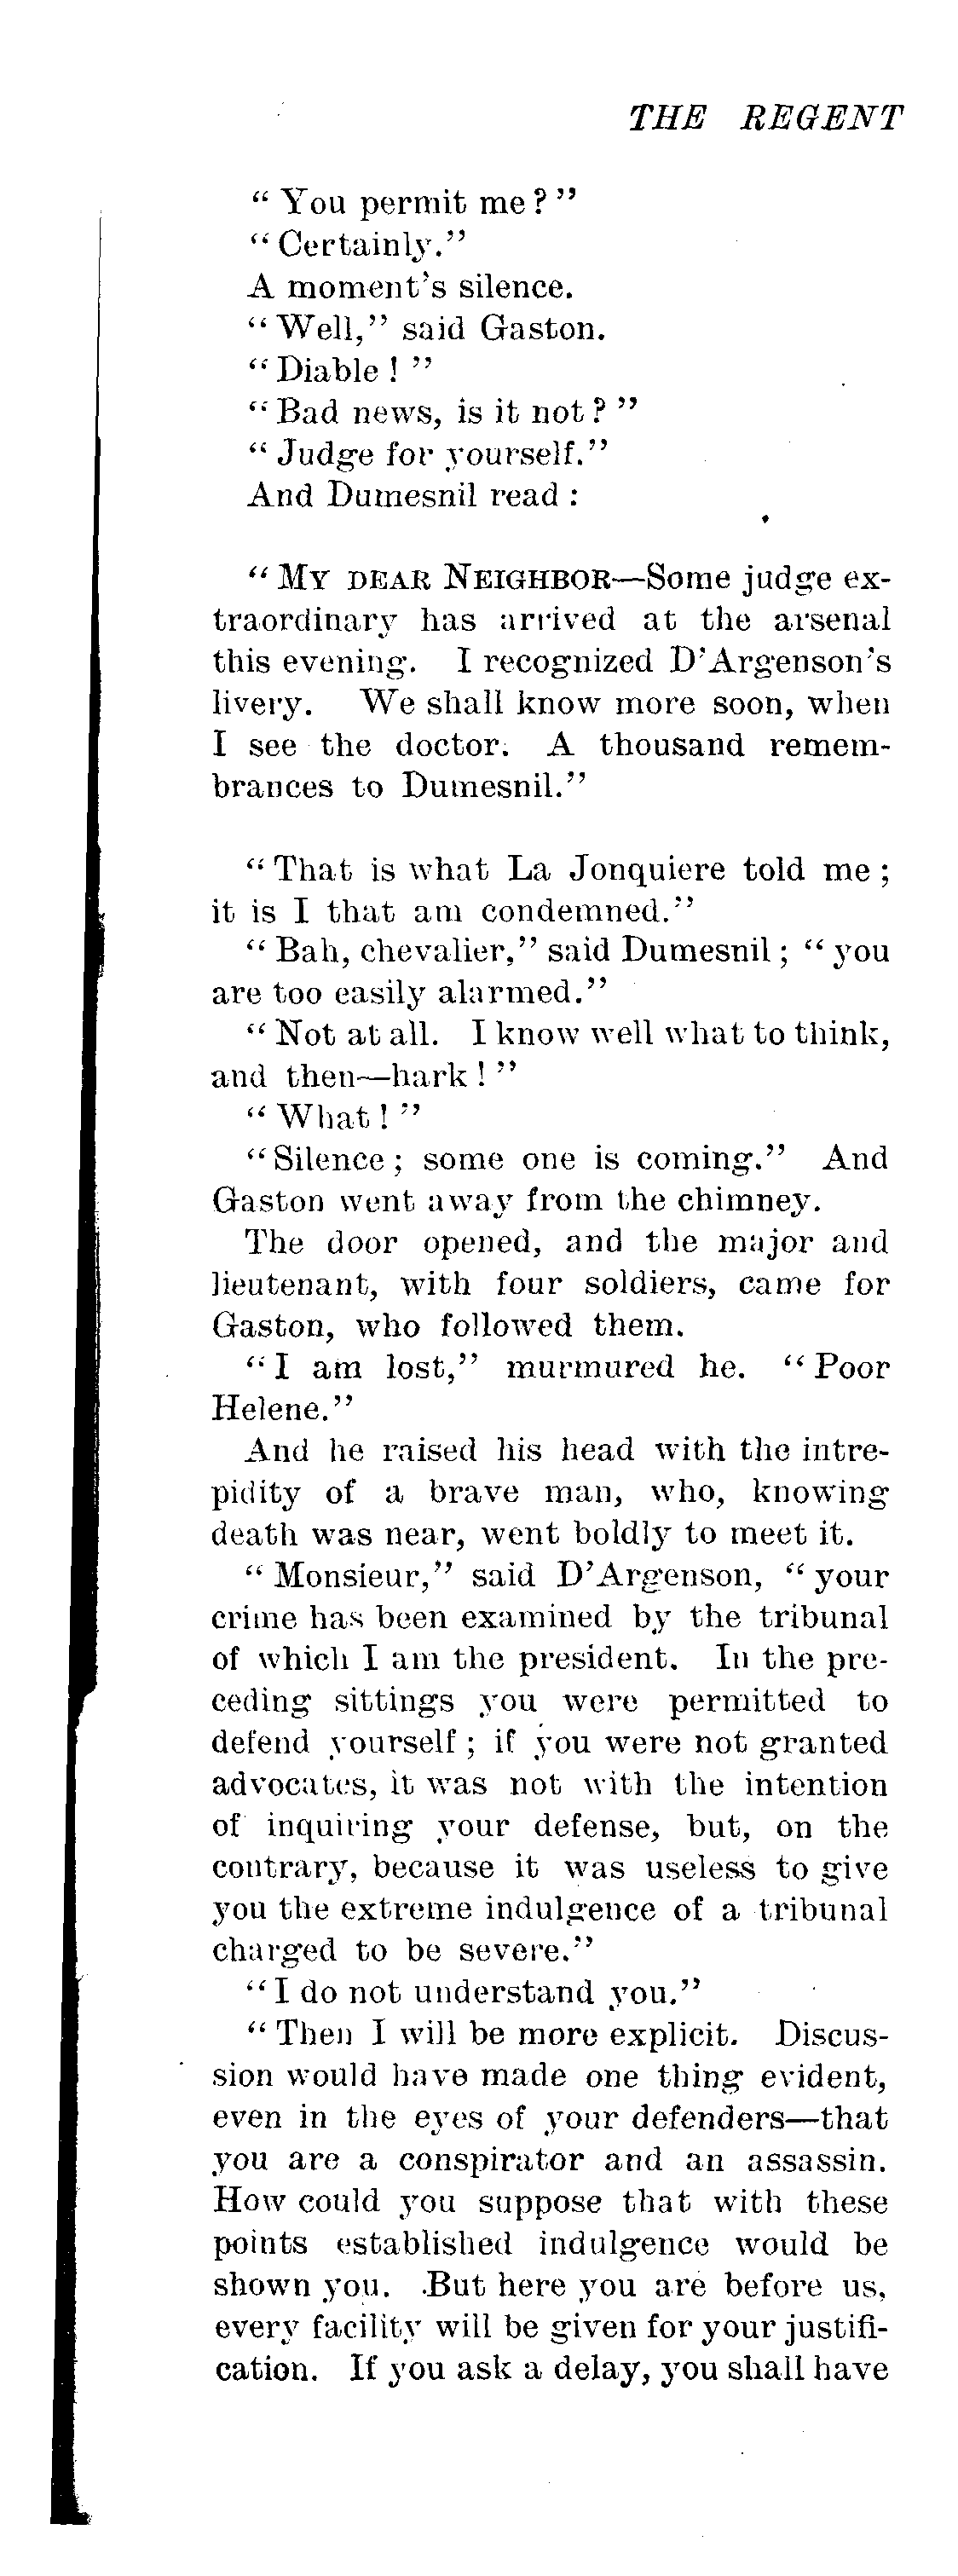 THE REGENT
“ You permit me ? ”
“ Certainly.”
A moment's silence.
“ Well,” said Gaston.
“ Diable ! ”
“ Bad news, is it not ? ”
“ Judge for yourself.”
And Dumesnil read :
“ MY DEAR NEIGHBOR—Some judge ex-
traordinary has arrived at the arsenal
this evening. I recognized D'Argenson's
livery. We shall know more soon, when
I see the doctor. A thousand remem-
brances to Dumesnil.”
“ That is what La Jonquiere told me ;
it is I that am condemned.”
“ Bah, chevalier,” said Dumesnil ; “ you
are too easily alarmed.”
“ Not at all. I know well what to think,
and then—hark ! ”
“ What ! ”
“ Silence ; some one is coming.” And
Gaston went away from the chimney.
The door opened, and the major and
lieutenant, with four soldiers, came for
Gaston, who followed them.
“ I am lost,” murmured he. “ Poor
Helene.”
And he raised his head with the intre-
pidity of a brave man, who, knowing
death was near, went boldly to meet it.
“ Monsieur,” said D'Argenson, “ your
crime has been examined by the tribunal
of which I am the president. In the pre-
ceding sittings you were permitted to
defend yourself ; if you were not granted
advocates, it was not with the intention
of inquiring your defense, but, on the
contrary, because it was useless to give
you the extreme indulgence of a tribunal
charged to be severe.”
“ I do not understand you.”
“ Then I will be more explicit. Discus-
sion would have made one thing evident,
even in the eyes of your defenders—that
you are a conspirator and an assassin.
How could you suppose that with these
points established indulgence would be
shown you. But here you are before us,
every facility will be given for your justifi-
cation. If you ask a delay, you shall have